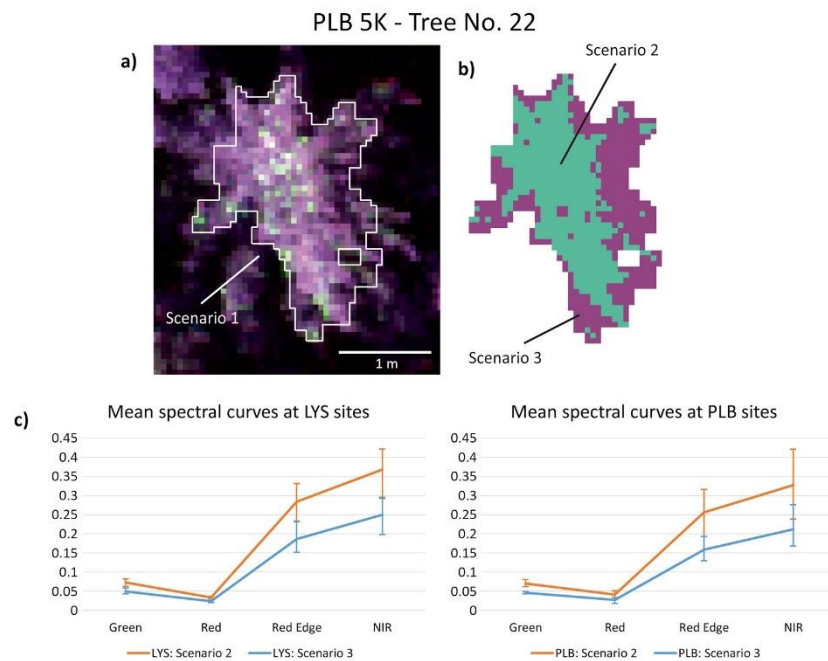 PLB 5K - Tree No. 22
a)
b)
Scenario 2
Scenario 1
1 m
Scenario 3
c)
Mean spectral curves at LYS sites
0.45
0.4
0.35
0.3
0.25
0.2
0.15
0.1
0.05
0
Green Red Red Edge NIR
LYS: Scenario 2 LYS: Scenario 3
Mean spectral curves at PLB sites
0.45
0.4
0.35
0.3
0.25
0.2
0.15
0.1
0.05
0
Green Red Red Edge NIR
PLB: Scenario 2 PLB: Scenario 3